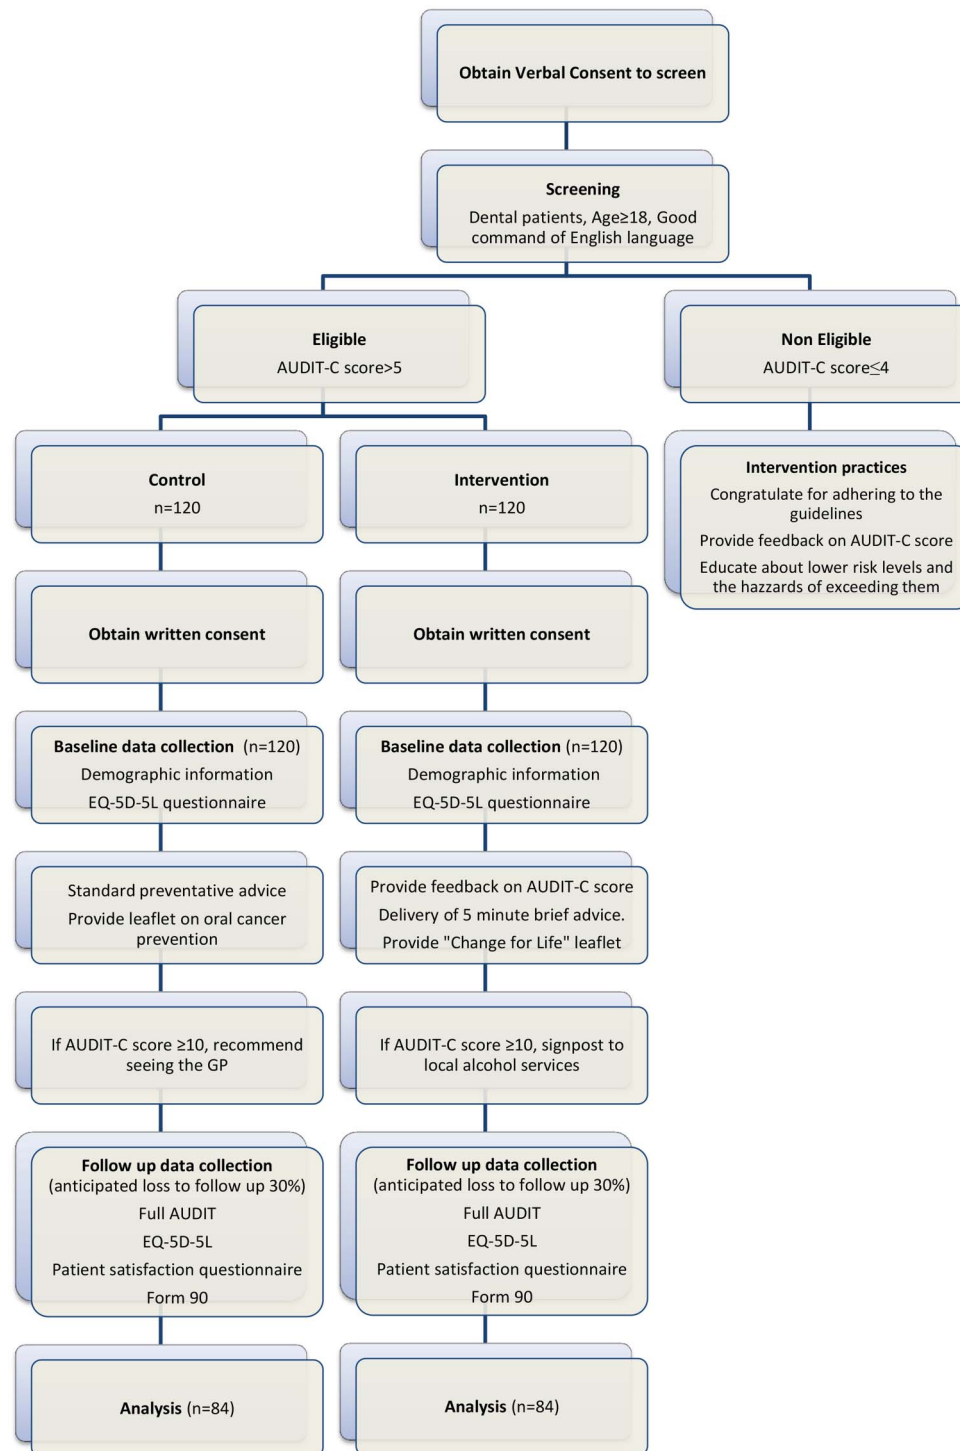 Obtain Verbal Consent to screen
Screening
Dental patients, Age≥18, Good
command of English language
Eligible
AUDIT-C score>5
Non Eligible
AUDIT-C score≤4
Control
n=120
Intervention
n=120
Intervention practices
Congratulate for adhering to the
guidelines
Provide feedback on AUDIT-C score
Educate about lower risk levels and
the hazzards of exceeding them
Obtain written consent
Obtain written consent
Baseline data collection (n=120)
Demographic information
EQ-5D-5L questionnaire
Baseline data collection (n=120)
Demographic information
EQ-5D-5L questionnaire
Standard preventative advice
Provide leaflet on oral cancer
prevention
Provide feedback on AUDIT-C score
Delivery of 5 minute brief advice.
Provide "Change for Life" leaflet
If AUDIT-C score ≥10, recommend
seeing the GP
If AUDIT-C score ≥10, signpost to
local alcohol services
Follow up data collection
(anticipated loss to follow up 30%)
Full AUDIT
EQ-5D-5L
Patient satisfaction questionnaire
Form 90
Follow up data collection
(anticipated loss to follow up 30%)
Full AUDIT
EQ-5D-5L
Patient satisfaction questionnaire
Form 90
Analysis (n=84)
Analysis (n=84)